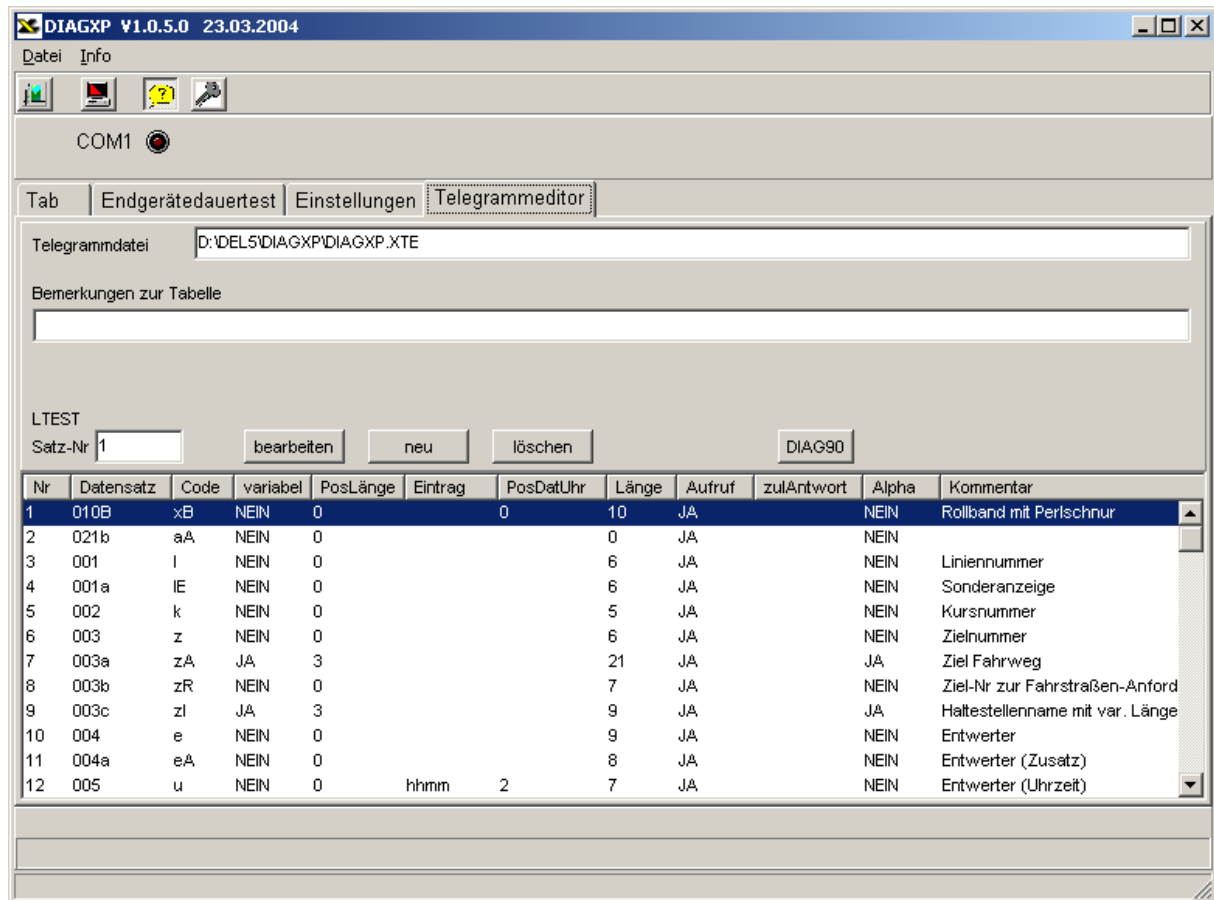 DIAGXP V1.0.5.0 23.03.2004
Datei Info
COM1
Tab Endgerätedauertest Einstellungen Telegrammeditor
Telegrammdatei D:\DEL5\DIAGXP\DIAGXP.XTE
Bemerkungen zur Tabelle
LTEST
Satz-Nr 1 bearbeiten neu löschen DIAG90
Nr Datensatz Code variabel PosLänge Eintrag PosDatUhr Länge Aufruf zulAntwort Alpha Kommentar
1 010B xB NEIN 0 0 10 JA NEIN Rollband mit Perlschnur
2 021b aA NEIN 0 0 JA NEIN
3 001 l NEIN 0 6 JA NEIN Liniennummer
4 001a lE NEIN 0 6 JA NEIN Sonderanzeige
5 002 k NEIN 0 5 JA NEIN Kursnummer
6 003 z NEIN 0 6 JA NEIN Zielnummer
7 003a zA JA 3 21 JA JA Ziel Fahrweg
8 003b zR NEIN 0 7 JA NEIN Ziel-Nr zur Fahrstraßen-Anford
9 003c zI JA 3 9 JA JA Haltestellenname mit var. Länge
10 004 e NEIN 0 9 JA NEIN Entwerter
11 004a eA NEIN 0 8 JA NEIN Entwerter (Zusatz)
12 005 u NEIN 0 hhmm 2 7 JA NEIN Entwerter (Uhrzeit)